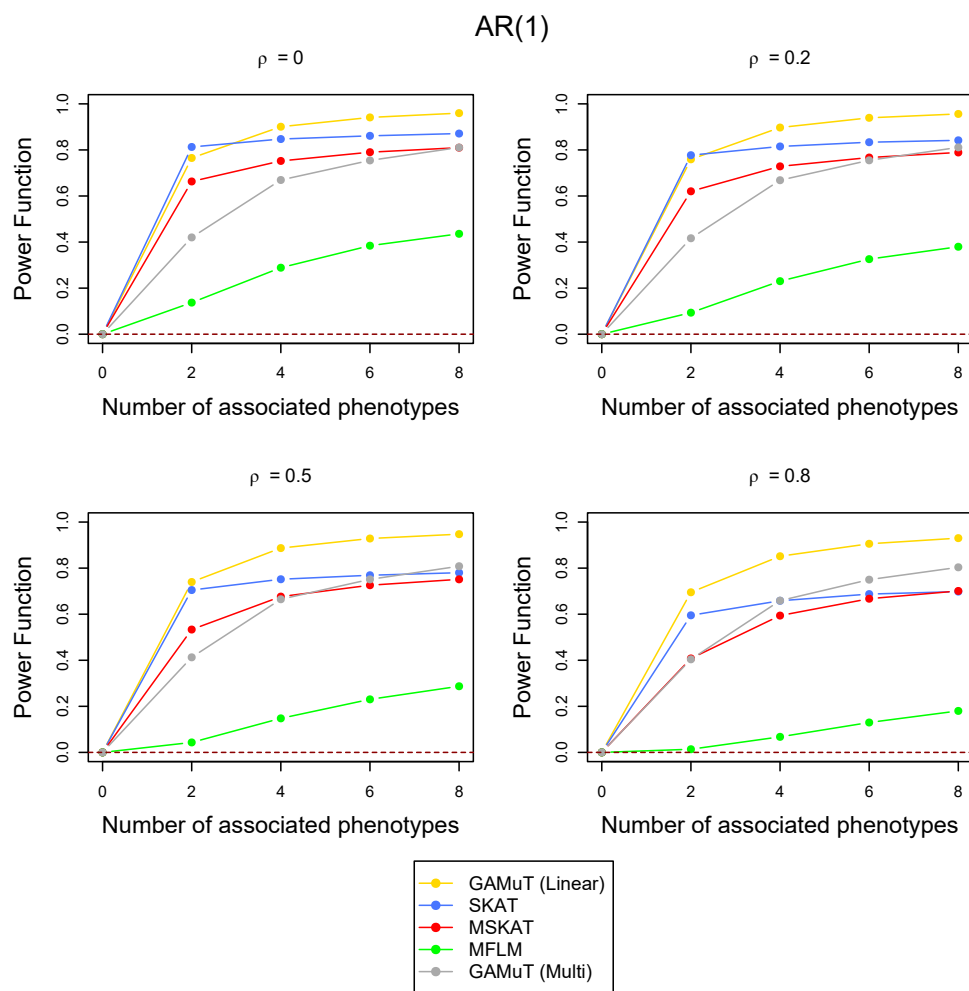 AR(1)
ρ = 0
ρ = 0.2
Power Function
0.0 0.2 0.4 0.6 0.8 1.0
0 2 4 6 8
Number of associated phenotypes
Power Function
0.0 0.2 0.4 0.6 0.8 1.0
0 2 4 6 8
Number of associated phenotypes
ρ = 0.5
ρ = 0.8
Power Function
0.0 0.2 0.4 0.6 0.8 1.0
0 2 4 6 8
Number of associated phenotypes
Power Function
0.0 0.2 0.4 0.6 0.8 1.0
0 2 4 6 8
Number of associated phenotypes
GAMuT (Linear)
SKAT
MSKAT
MFLM
GAMuT (Multi)